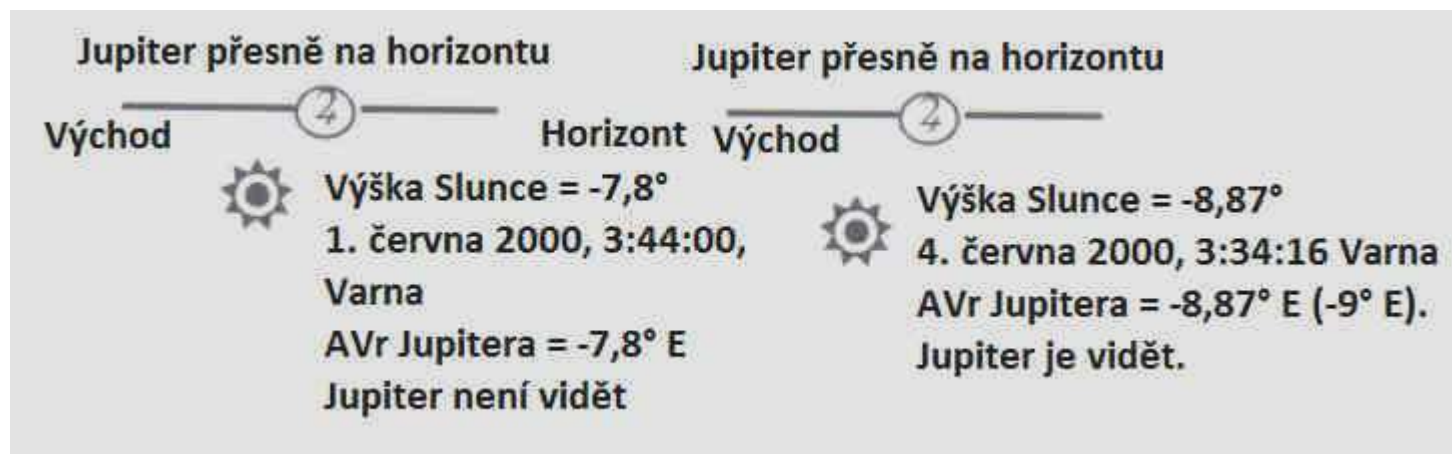 Jupiter přesně na horizontu
Východ
Horizont
Výška Slunce = -7,8°
1. června 2000, 3:44:00,
Varna
AVr Jupitera = -7,8° E
Jupiter není vidět
Jupiter přesně na horizontu
Východ
Výška Slunce = -8,87°
4. června 2000, 3:34:16 Varna
AVr Jupitera = -8,87° E (-9° E).
Jupiter je vidět.